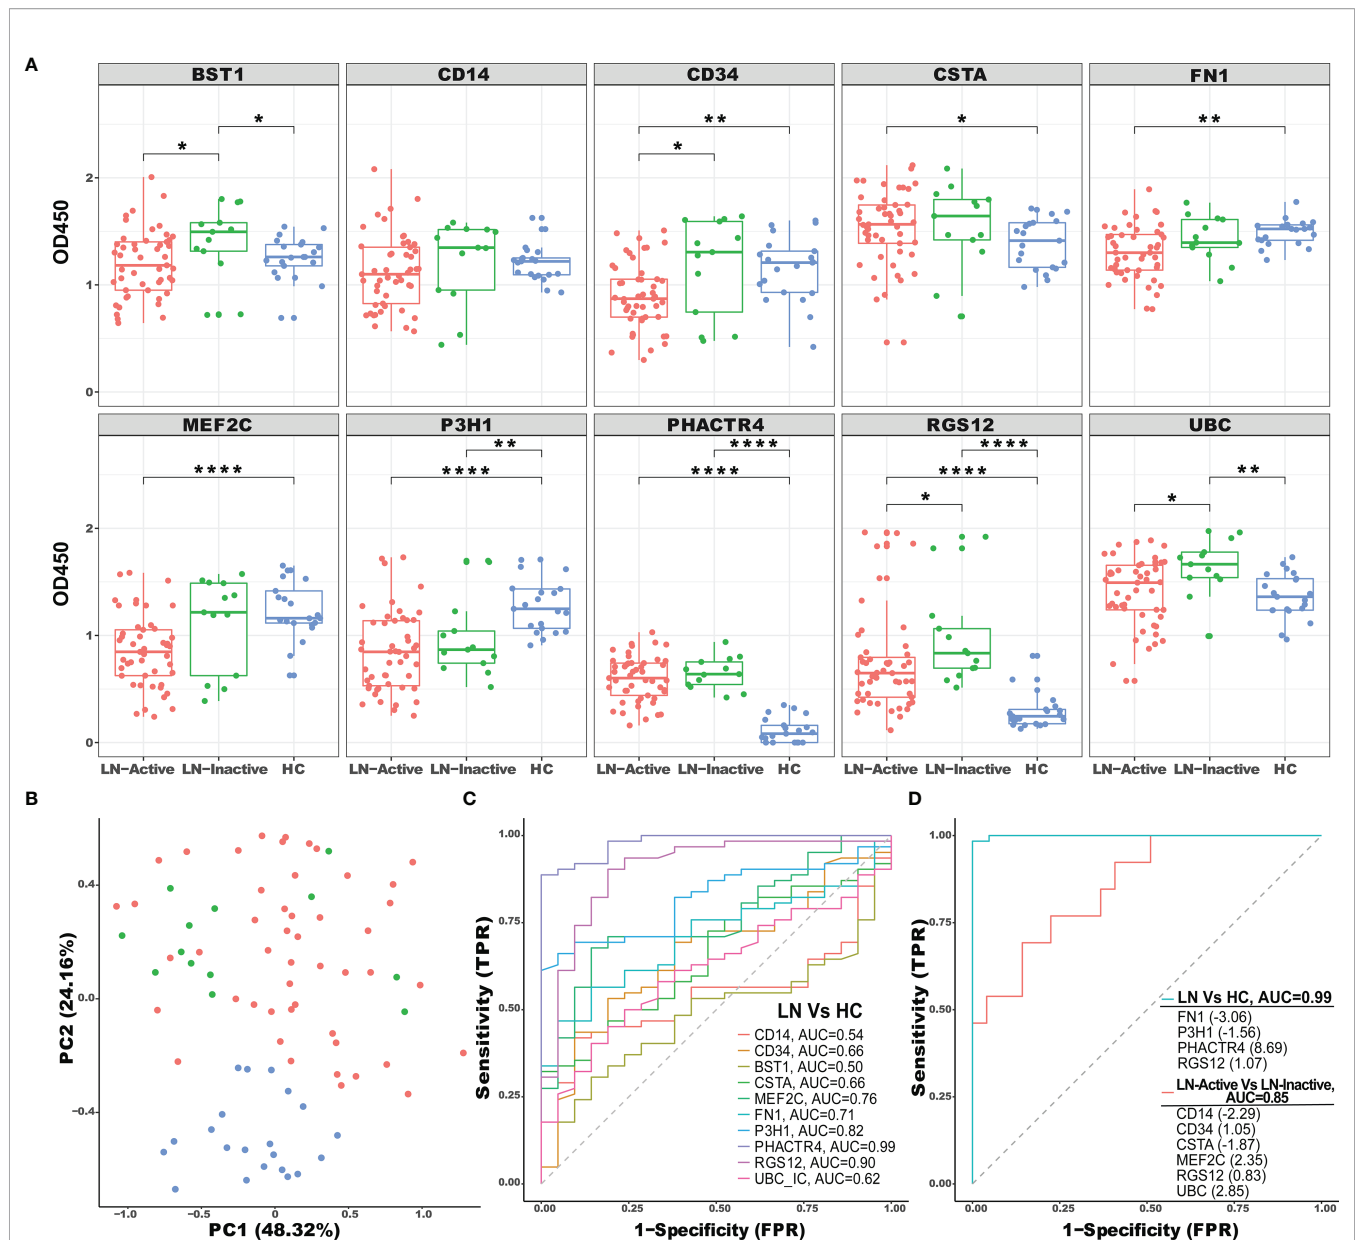 A
BST1 CD14 CD34 CSTA FN1
* * ** * * **
OD450
2
1
0
MEF2C P3H1 PHACTR4 RGS12 UBC
**** ** **** **** **** **** **** * ** *
OD450
2
1
0
LN−Active LN−Inactive HC LN−Active LN−Inactive HC LN−Active LN−Inactive HC LN−Active LN−Inactive HC LN−Active LN−Inactive HC
B
PC2 (24.16%)
0.4
0.0
−0.4
−1.0 −0.5 0 0.5 1.0
PC1 (48.32%)
C
Sensitivity (TPR)
1.00
0.75
0.50
0.25
0.00
LN Vs HC
CD14, AUC=0.54
CD34, AUC=0.66
BST1, AUC=0.50
CSTA, AUC=0.66
MEF2C, AUC=0.76
FN1, AUC=0.71
P3H1, AUC=0.82
PHACTR4, AUC=0.99
RGS12, AUC=0.90
UBC_IC, AUC=0.62
0.00 0.25 0.50 0.75 1.00
1−Specificity (FPR)
D
Sensitivity (TPR)
1.00
0.75
0.50
0.25
0.00
LN Vs HC, AUC=0.99
FN1 (-3.06)
P3H1 (-1.56)
PHACTR4 (8.69)
RGS12 (1.07)
LN-Active Vs LN-Inactive,
AUC=0.85
CD14 (-2.29)
CD34 (1.05)
CSTA (-1.87)
MEF2C (2.35)
RGS12 (0.83)
UBC (2.85)
0.00 0.25 0.50 0.75 1.00
1−Specificity (FPR)